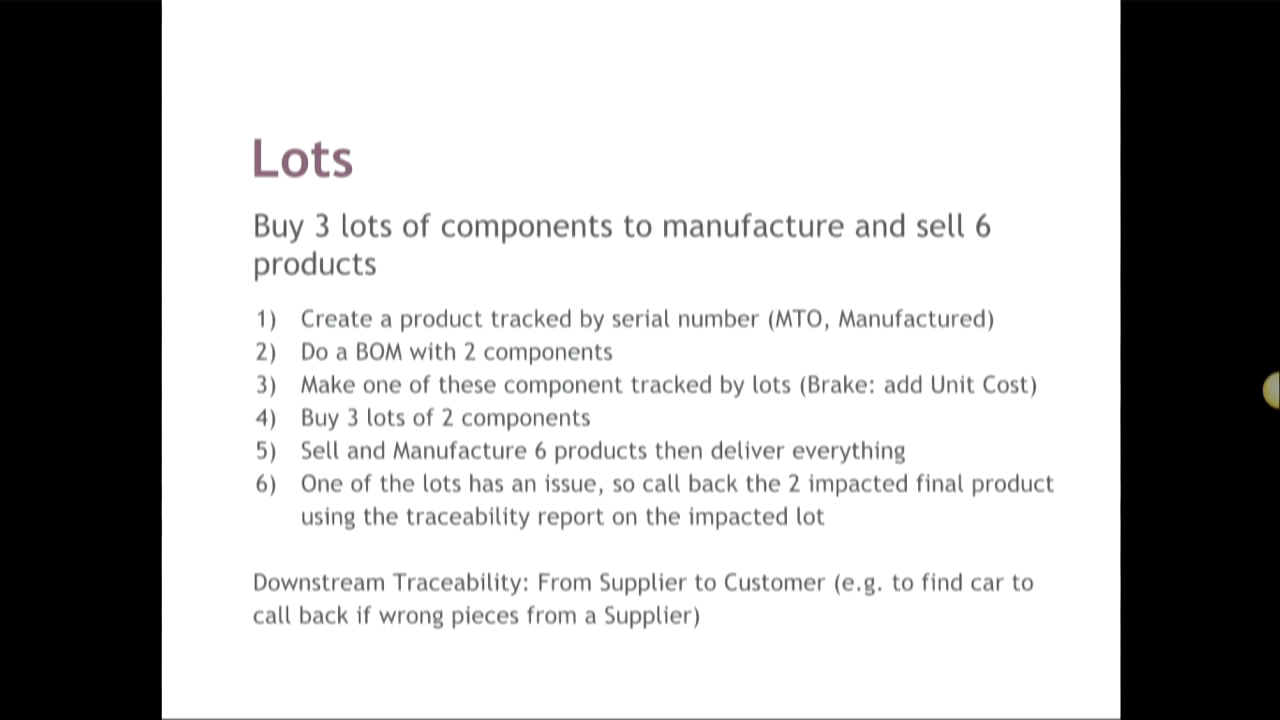 Lots
Buy 3 lots of components to manufacture and sell 6
products
1) Create a product tracked by serial number (MTO, Manufactured)
2) Do a BOM with 2 components
3) Make one of these component tracked by lots (Brake: add Unit Cost)
4) Buy 3 lots of 2 components
5) Sell and Manufacture 6 products then deliver everything
6) One of the lots has an issue, so call back the 2 impacted final product
using the traceability report on the impacted lot
Downstream Traceability: From Supplier to Customer (e.g. to find car to
call back if wrong pieces from a Supplier)